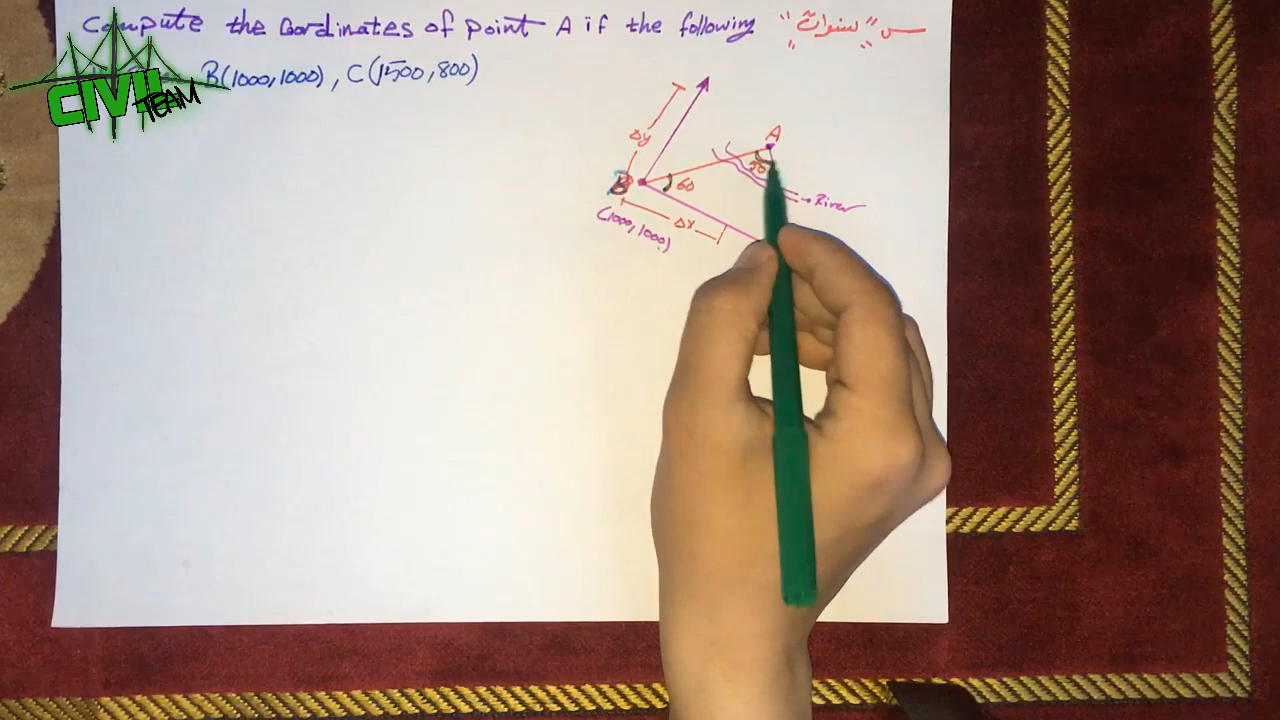 Compute the Coordinates of point A if the following
س "سنوات"
B(1000,1000), C(1500,800)
CIVIL
TEAM
Δy
A
50
B
60
River
Δx
(1000,1000)